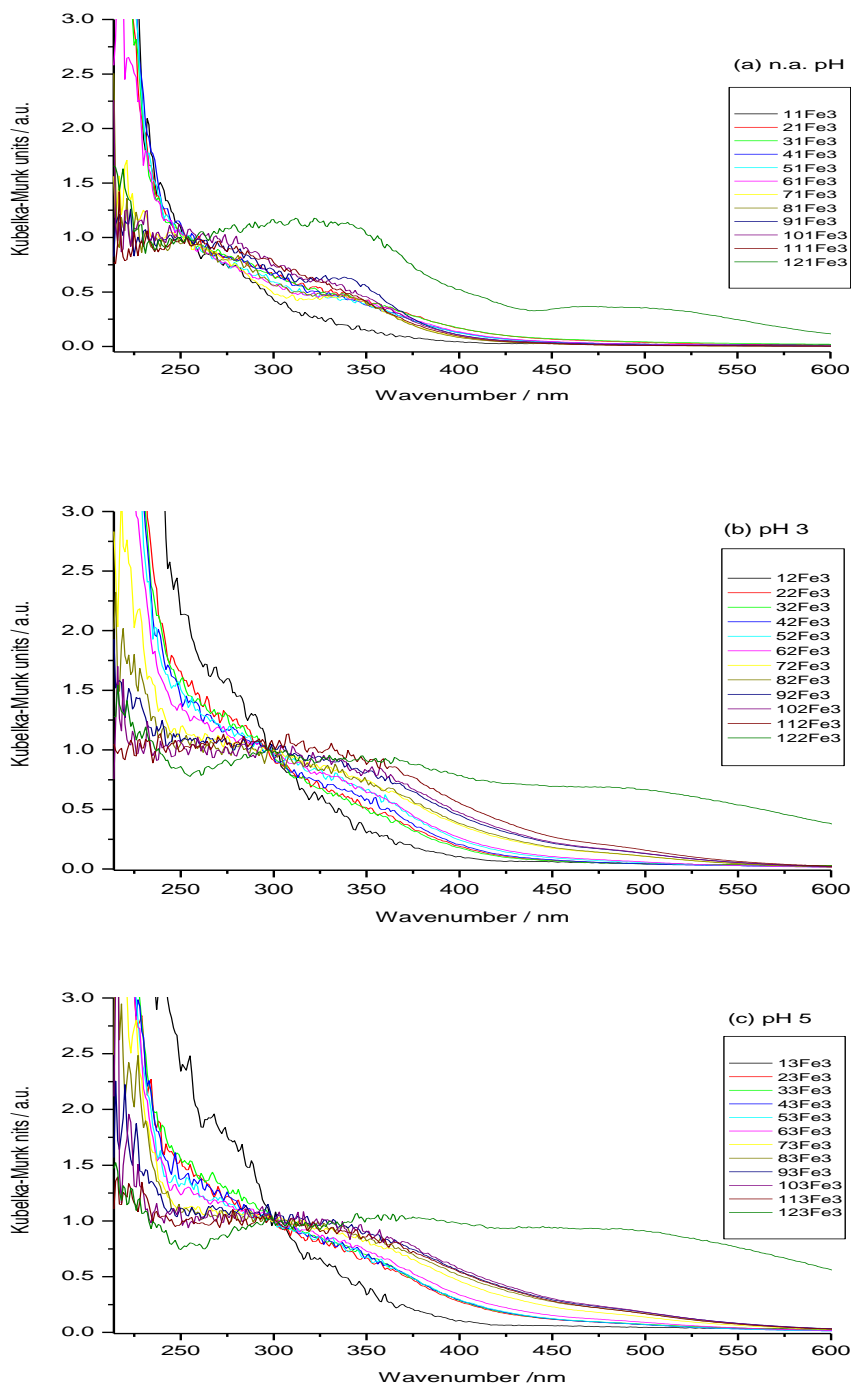 3.0
2.5
2.0
1.5
1.0
0.5
0.0
Kubelka-Munk units / a.u.
(a) n.a. pH
11Fe3
21Fe3
31Fe3
41Fe3
51Fe3
61Fe3
71Fe3
81Fe3
91Fe3
101Fe3
111Fe3
121Fe3
250 300 350 400 450 500 550 600
Wavenumber / nm
3.0
2.5
2.0
1.5
1.0
0.5
0.0
Kubelka-Munk units / a.u.
(b) pH 3
12Fe3
22Fe3
32Fe3
42Fe3
52Fe3
62Fe3
72Fe3
82Fe3
92Fe3
102Fe3
112Fe3
122Fe3
250 300 350 400 450 500 550 600
Wavenumber / nm
3.0
2.5
2.0
1.5
1.0
0.5
0.0
Kubelka-Munk nits / a.u.
(c) pH 5
13Fe3
23Fe3
33Fe3
43Fe3
53Fe3
63Fe3
73Fe3
83Fe3
93Fe3
103Fe3
113Fe3
123Fe3
250 300 350 400 450 500 550 600
Wavenumber /nm